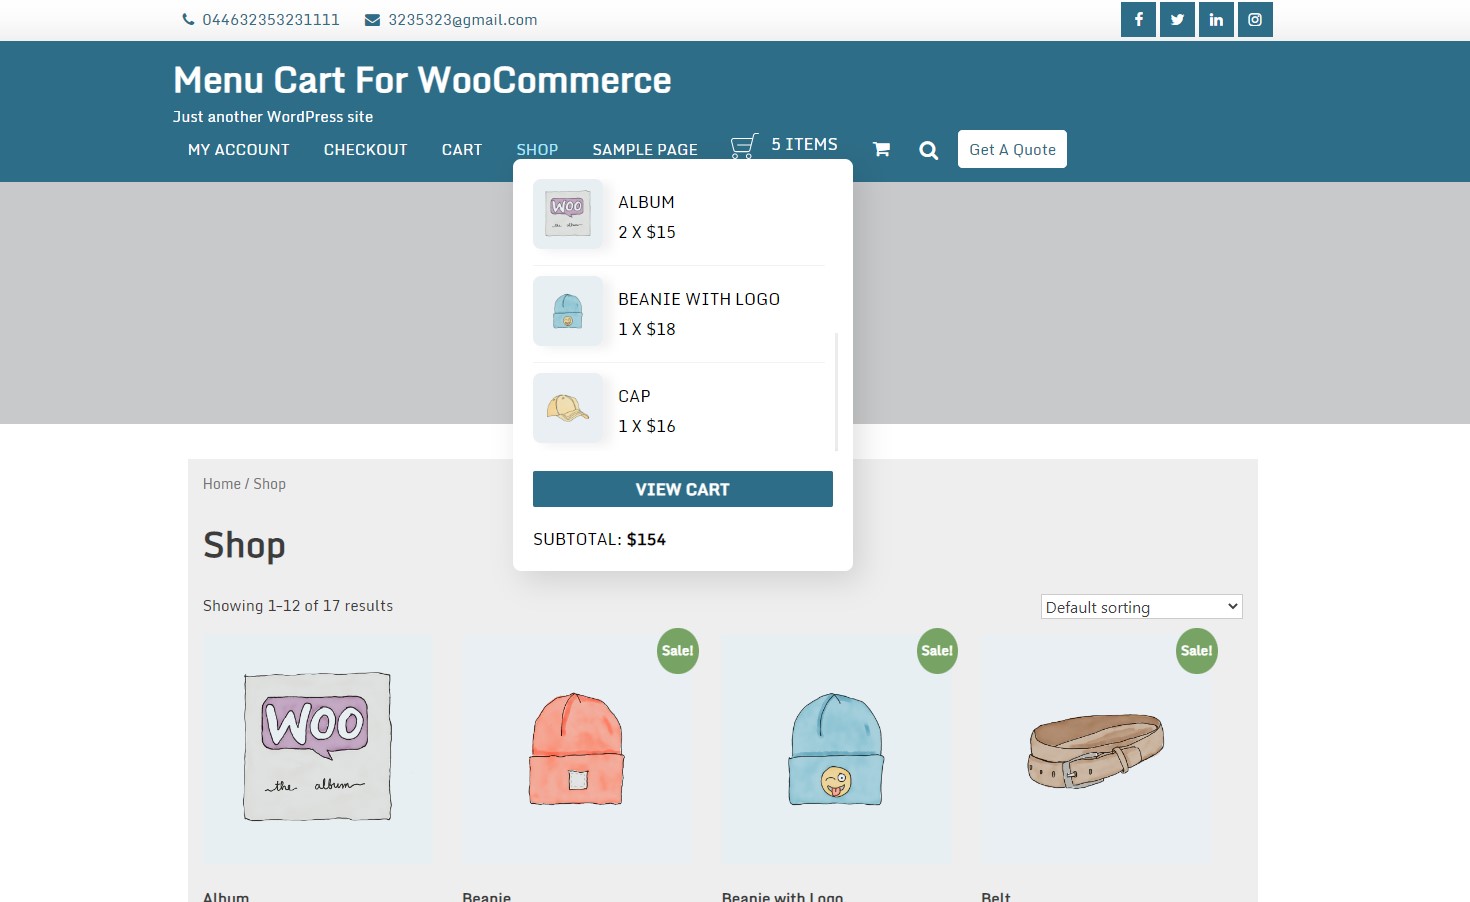 044632353231111 3235323@gmail.com
Menu Cart For WooCommerce
Just another WordPress site
MY ACCOUNT CHECKOUT CART SHOP SAMPLE PAGE 5 ITEMS Get A Quote
WOO
the album
ALBUM
2 X $15
BEANIE WITH LOGO
1 X $18
CAP
1 X $16
VIEW CART
SUBTOTAL: $154
Home / Shop
Shop
Showing 1–12 of 17 results
Default sorting
Sale! Sale! Sale!
WOO
the album
Album Beanie Beanie with Logo Belt